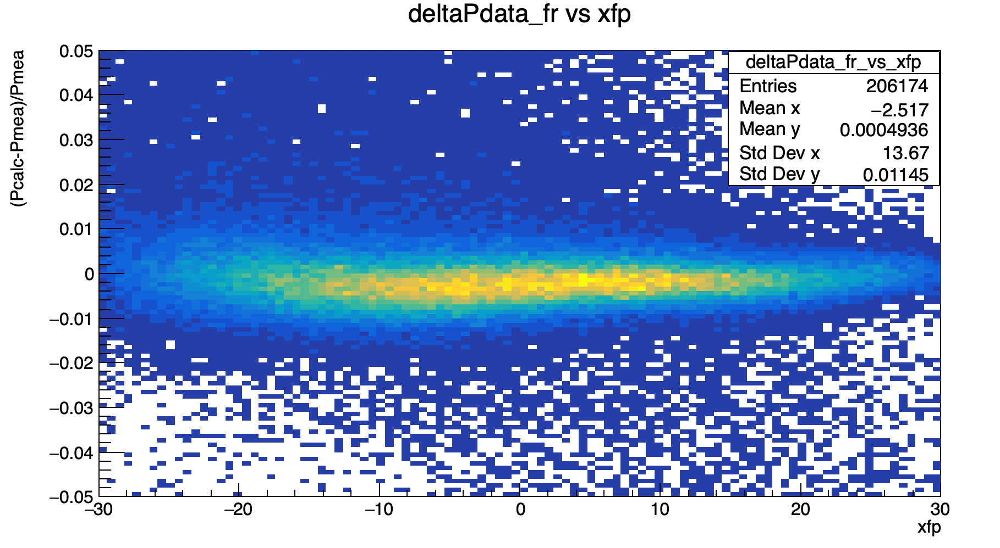 deltaPdata_fr vs xfp
(Pcalc-Pmea)/Pmea
deltaPdata_fr_vs_xfp
Entries 206174
Mean x −2.517
Mean y 0.0004936
Std Dev x 13.67
Std Dev y 0.01145
0.05
0.04
0.03
0.02
0.01
0
−0.01
−0.02
−0.03
−0.04
−0.05
−30 −20 −10 0 10 20 30
xfp